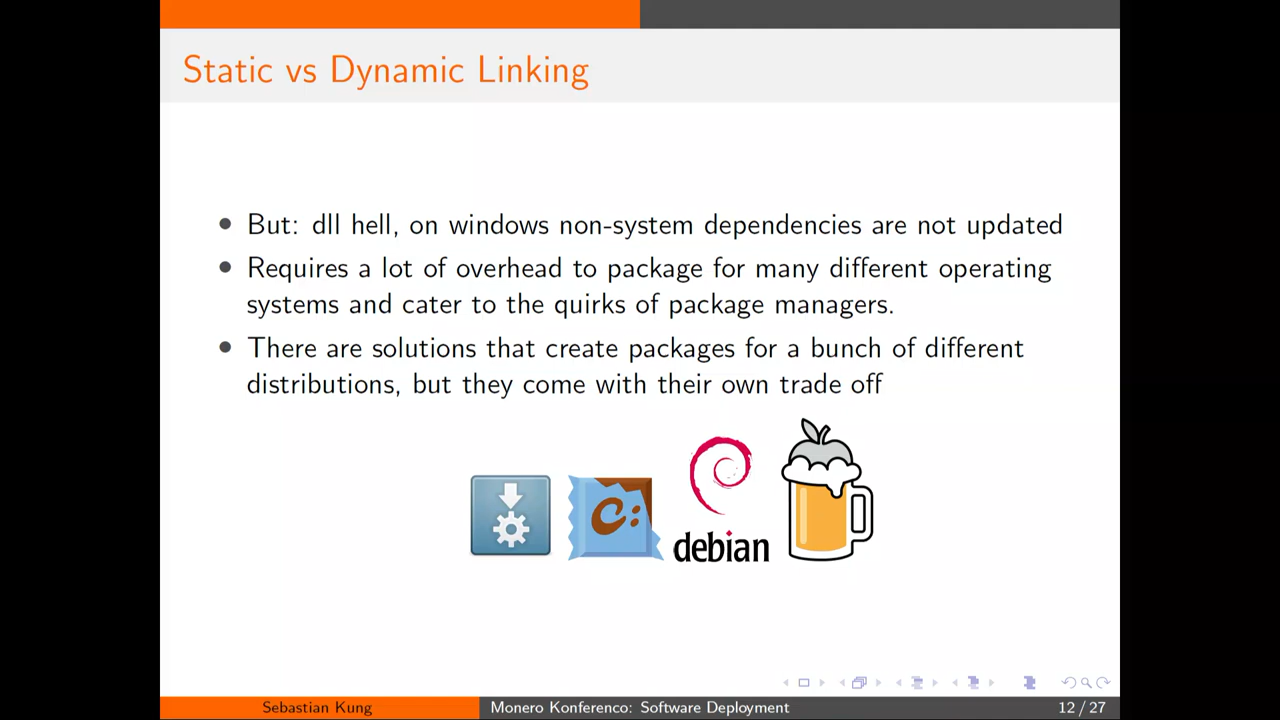 Static vs Dynamic Linking
But: dll hell, on windows non-system dependencies are not updated
Requires a lot of overhead to package for many different operating
systems and cater to the quirks of package managers.
There are solutions that create packages for a bunch of different
distributions, but they come with their own trade off
C:
debian
Sebastian Kung
Monero Konferenco: Software Deployment
12 / 27